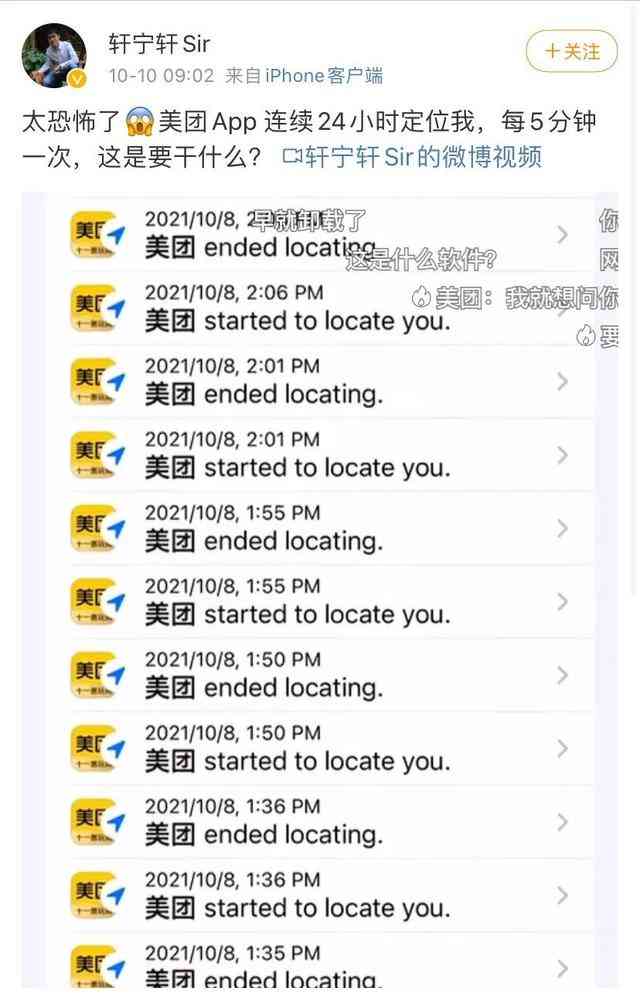 轩宁轩Sir
10-10 09:02 来自iPhone客户端
+关注
太恐怖了😱美团App 连续24小时定位我，每5分钟
一次，这是要干什么？ 轩宁轩Sir的微博视频
早就卸载了
这是什么软件?
美团：我就想问你
你
网
要
2021/10/8,
美团 ended locating.
2021/10/8, 2:06 PM
美团 started to locate you.
2021/10/8, 2:01 PM
美团 ended locating.
2021/10/8, 2:01 PM
美团 started to locate you.
2021/10/8, 1:55 PM
美团 ended locating.
2021/10/8, 1:55 PM
美团 started to locate you.
2021/10/8, 1:50 PM
美团 ended locating.
2021/10/8, 1:50 PM
美团 started to locate you.
2021/10/8, 1:36 PM
美团 ended locating.
2021/10/8, 1:36 PM
美团 started to locate you.
2021/10/8, 1:35 PM
美团 ended locating.